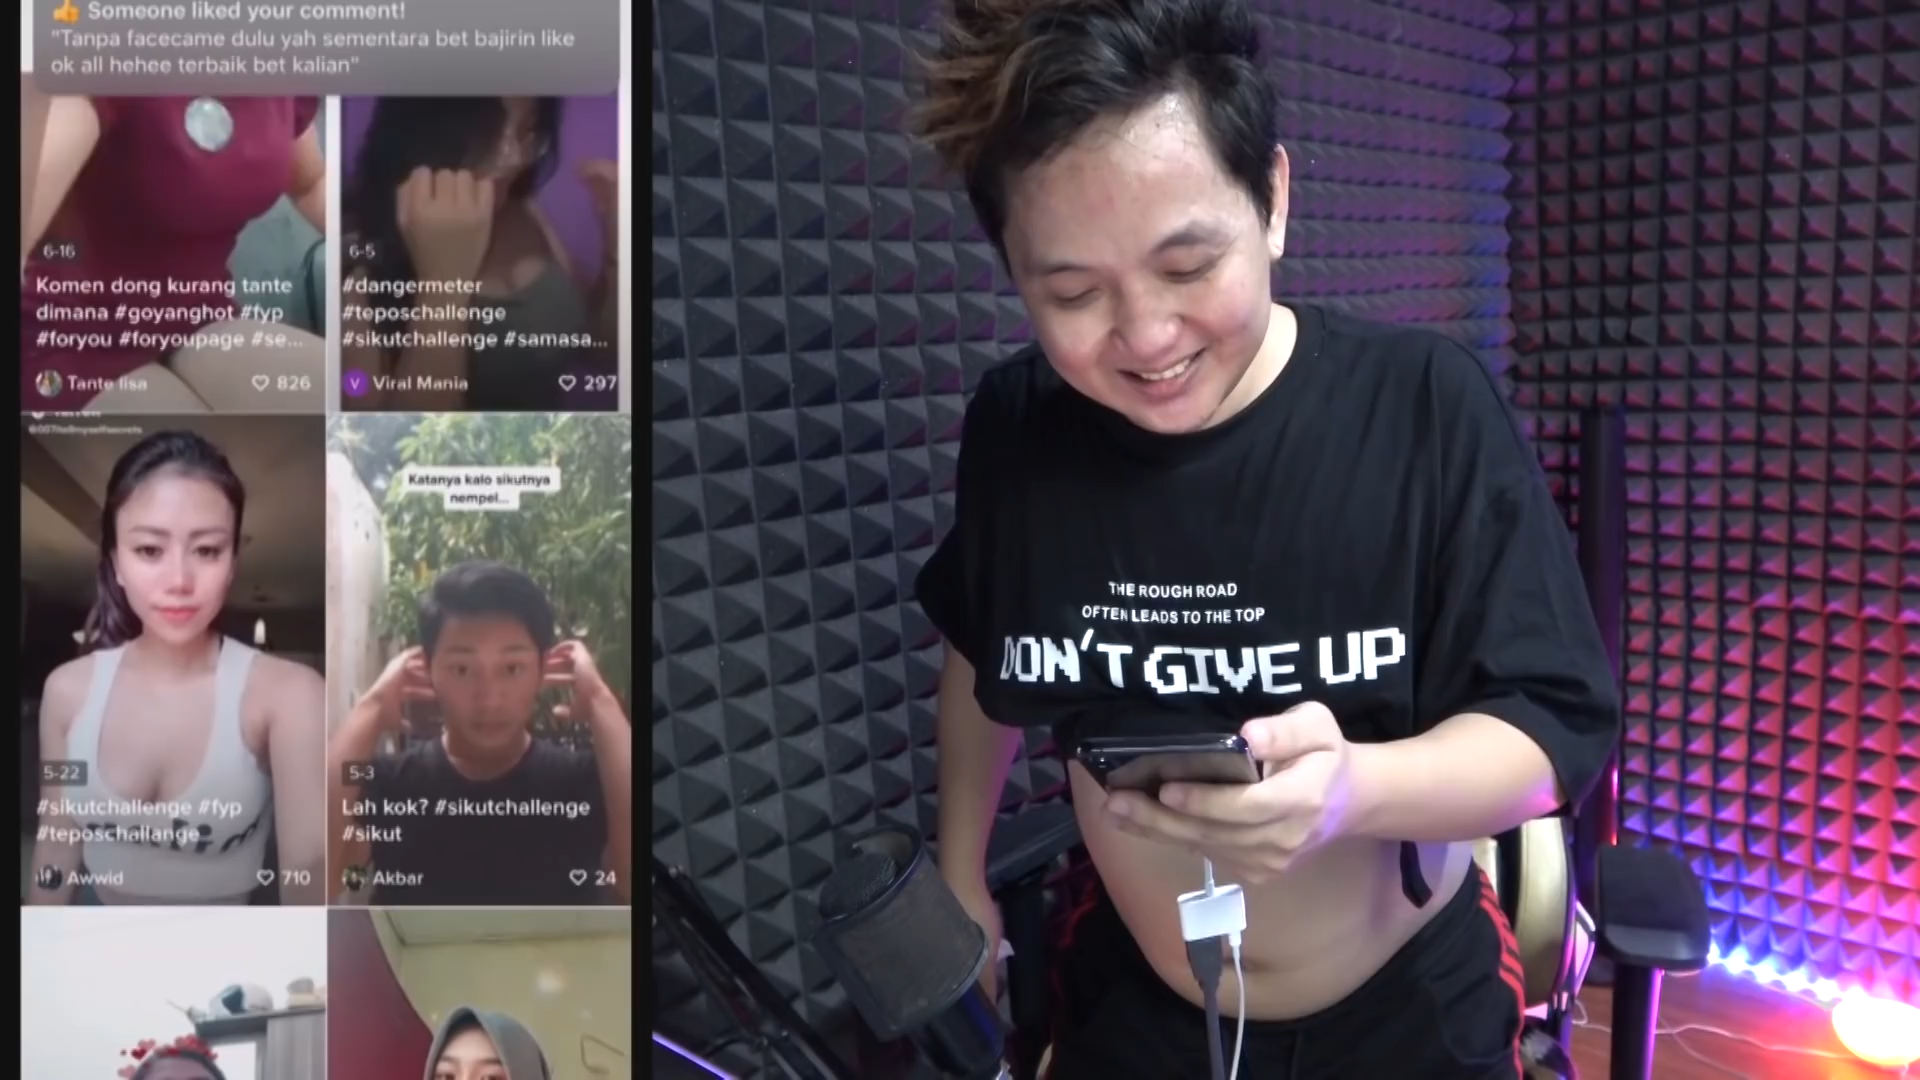 👍 Someone liked your comment!
"Tanpa facecame dulu yah sementara bet bajirin like
ok all hehee terbaik bet kalian"
6-16
Komen dong kurang tante
dimana #goyanghot #fyp
#foryou #foryoupage #se...
Tante lisa
826
6-5
#dangermeter
#teposchallenge
#sikutchallenge #samasa...
V Viral Mania
297
5-22
#sikutchallenge #fyp
#teposchallange
Awwid
710
Katanya kalo sikutnya
nempel...
5-3
Lah kok? #sikutchallenge
#sikut
Akbar
24
THE ROUGH ROAD
OFTEN LEADS TO THE TOP
DON'T GIVE UP